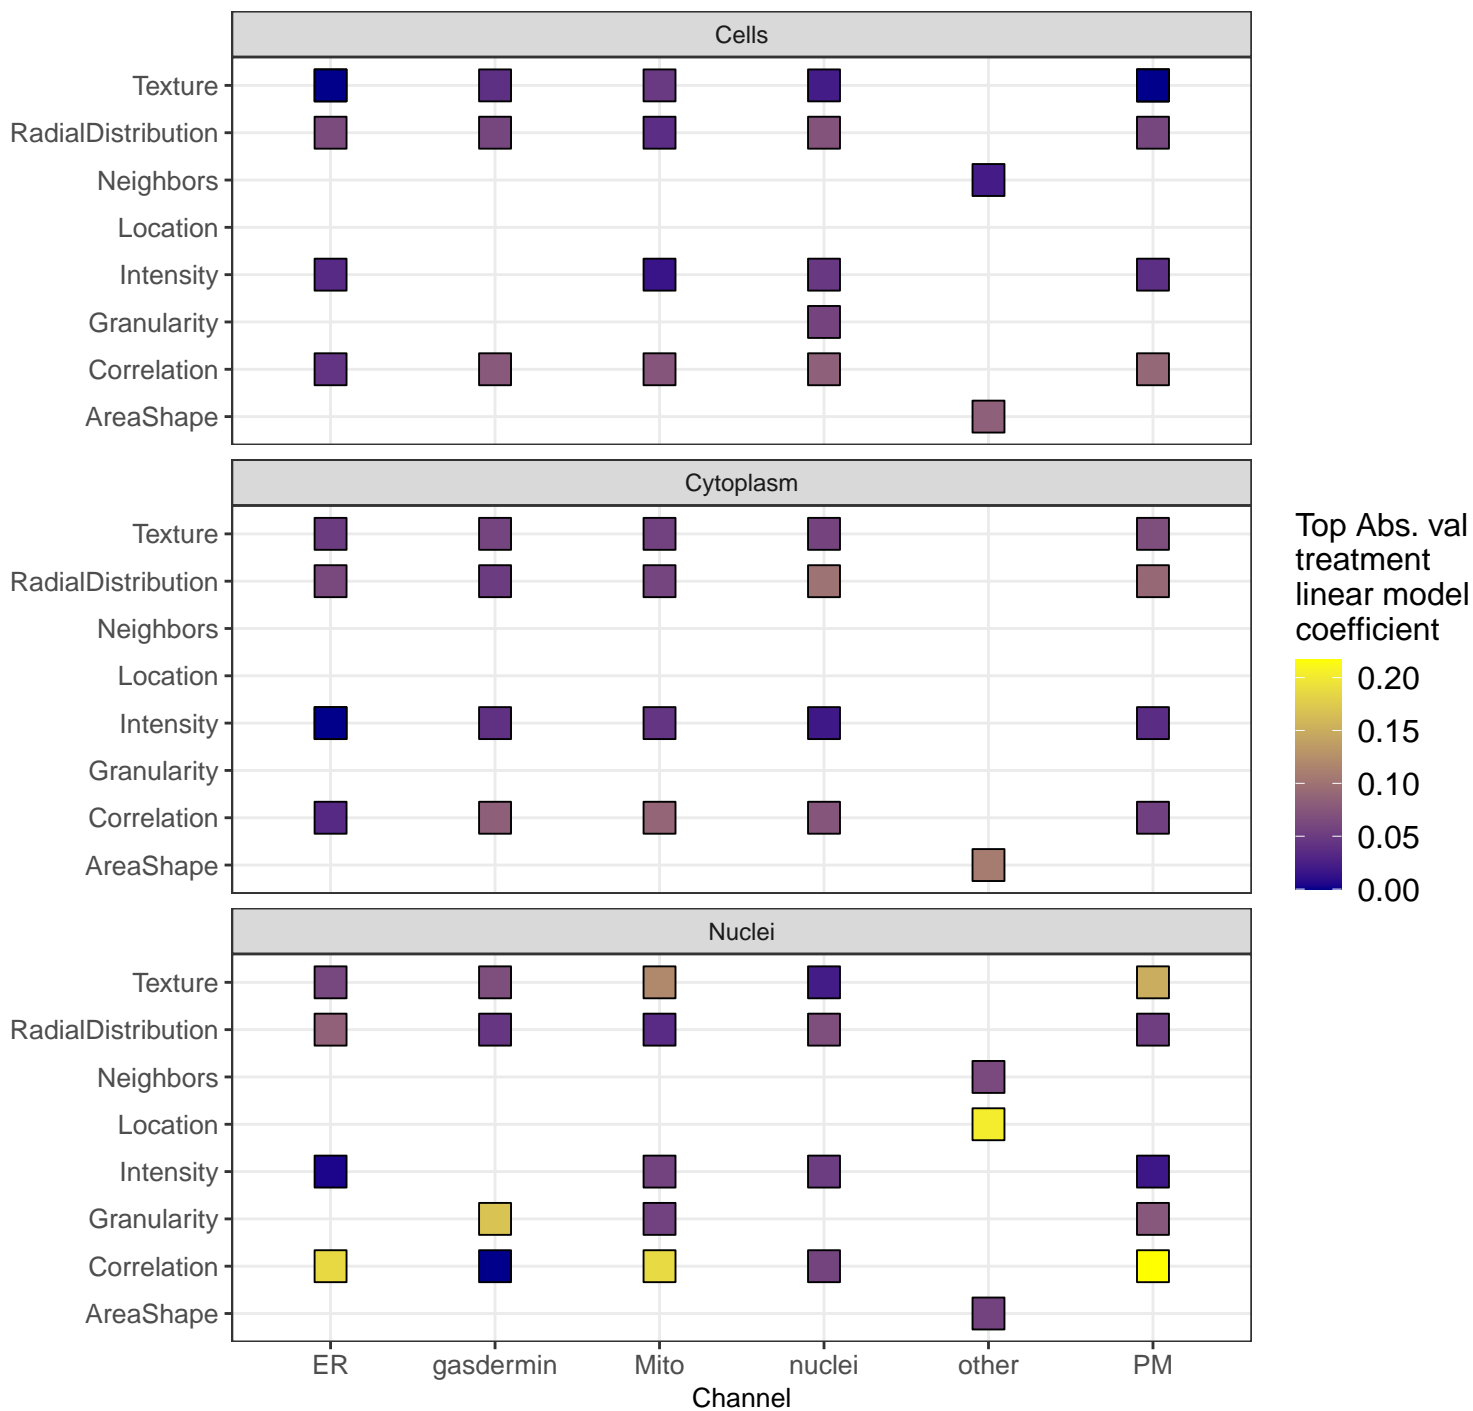 Cells
Texture
RadialDistribution
Neighbors
Location
Intensity
Granularity
Correlation
AreaShape
Cytoplasm
Texture
RadialDistribution
Neighbors
Location
Intensity
Granularity
Correlation
AreaShape
Nuclei
Texture
RadialDistribution
Neighbors
Location
Intensity
Granularity
Correlation
AreaShape
ER gasdermin Mito nuclei other PM
Channel
Top Abs. val
treatment
linear model
coefficient
0.20
0.15
0.10
0.05
0.00